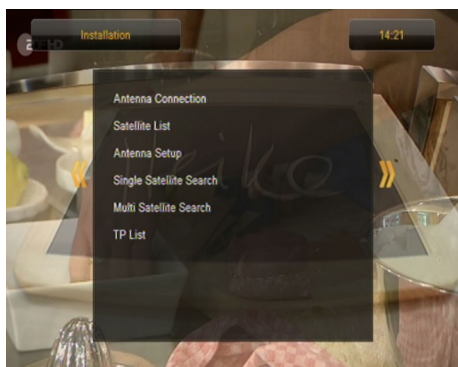 Installation
14:21
Antenna Connection
Satellite List
Antenna Setup
Single Satellite Search
Multi Satellite Search
TP List